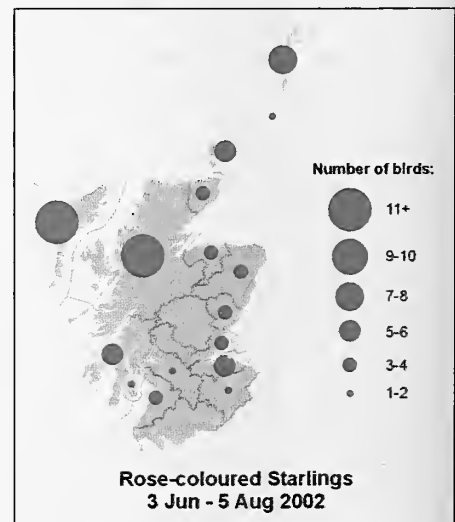 Number of birds:
11+
9-10
7-8
5-6
3-4
1-2
Rose-coloured Starlings
3 Jun - 5 Aug 2002